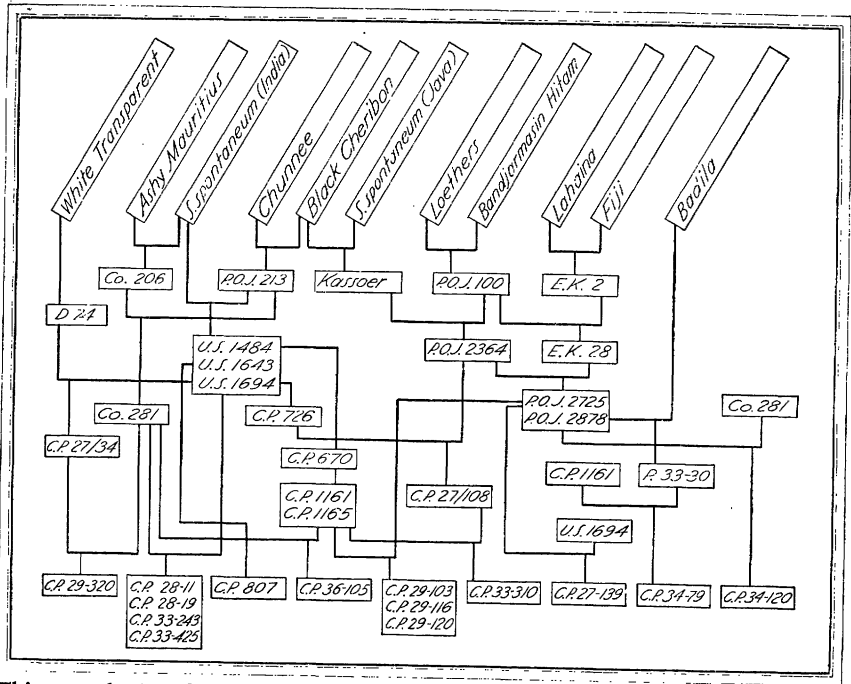 White Transparent
Ashy Mauritius
S. spontaneum (India)
Chunnee
Black Cheribon
S. spontaneum (Java)
Loethers
Bandjarmasin Hitam
Lahaina
Fiji
Badila
Co. 206
P.O.J. 213
Kassoer
P.O.J. 100
E.K. 2
D 74
U.S. 1484
U.S. 1643
U.S. 1694
P.O.J. 2364
E.K. 28
Co. 281
C.P. 726
P.O.J. 2725
P.O.J. 2878
Co. 281
C.P. 27/34
C.P. 670
C.P. 1161
C.P. 1165
C.P. 27/108
C.P. 1161
P. 33-30
U.S. 1694
C.P. 29-320
C.P. 28-11
C.P. 28-19
C.P. 33-243
C.P. 33-425
C.P. 807
C.P. 36-105
C.P. 29-103
C.P. 29-116
C.P. 29-120
C.P. 33-310
C.P. 27-139
C.P. 34-79
C.P. 34-120